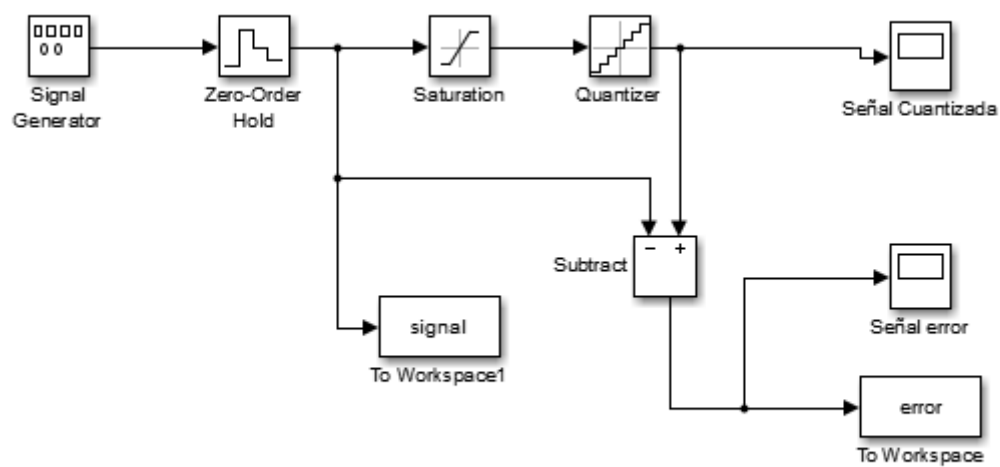 Signal
Generator
Zero-Order
Hold
Saturation
Quantizer
Señal Cuantizada
Subtract
− +
signal
To Workspace1
Señal error
error
To Workspace